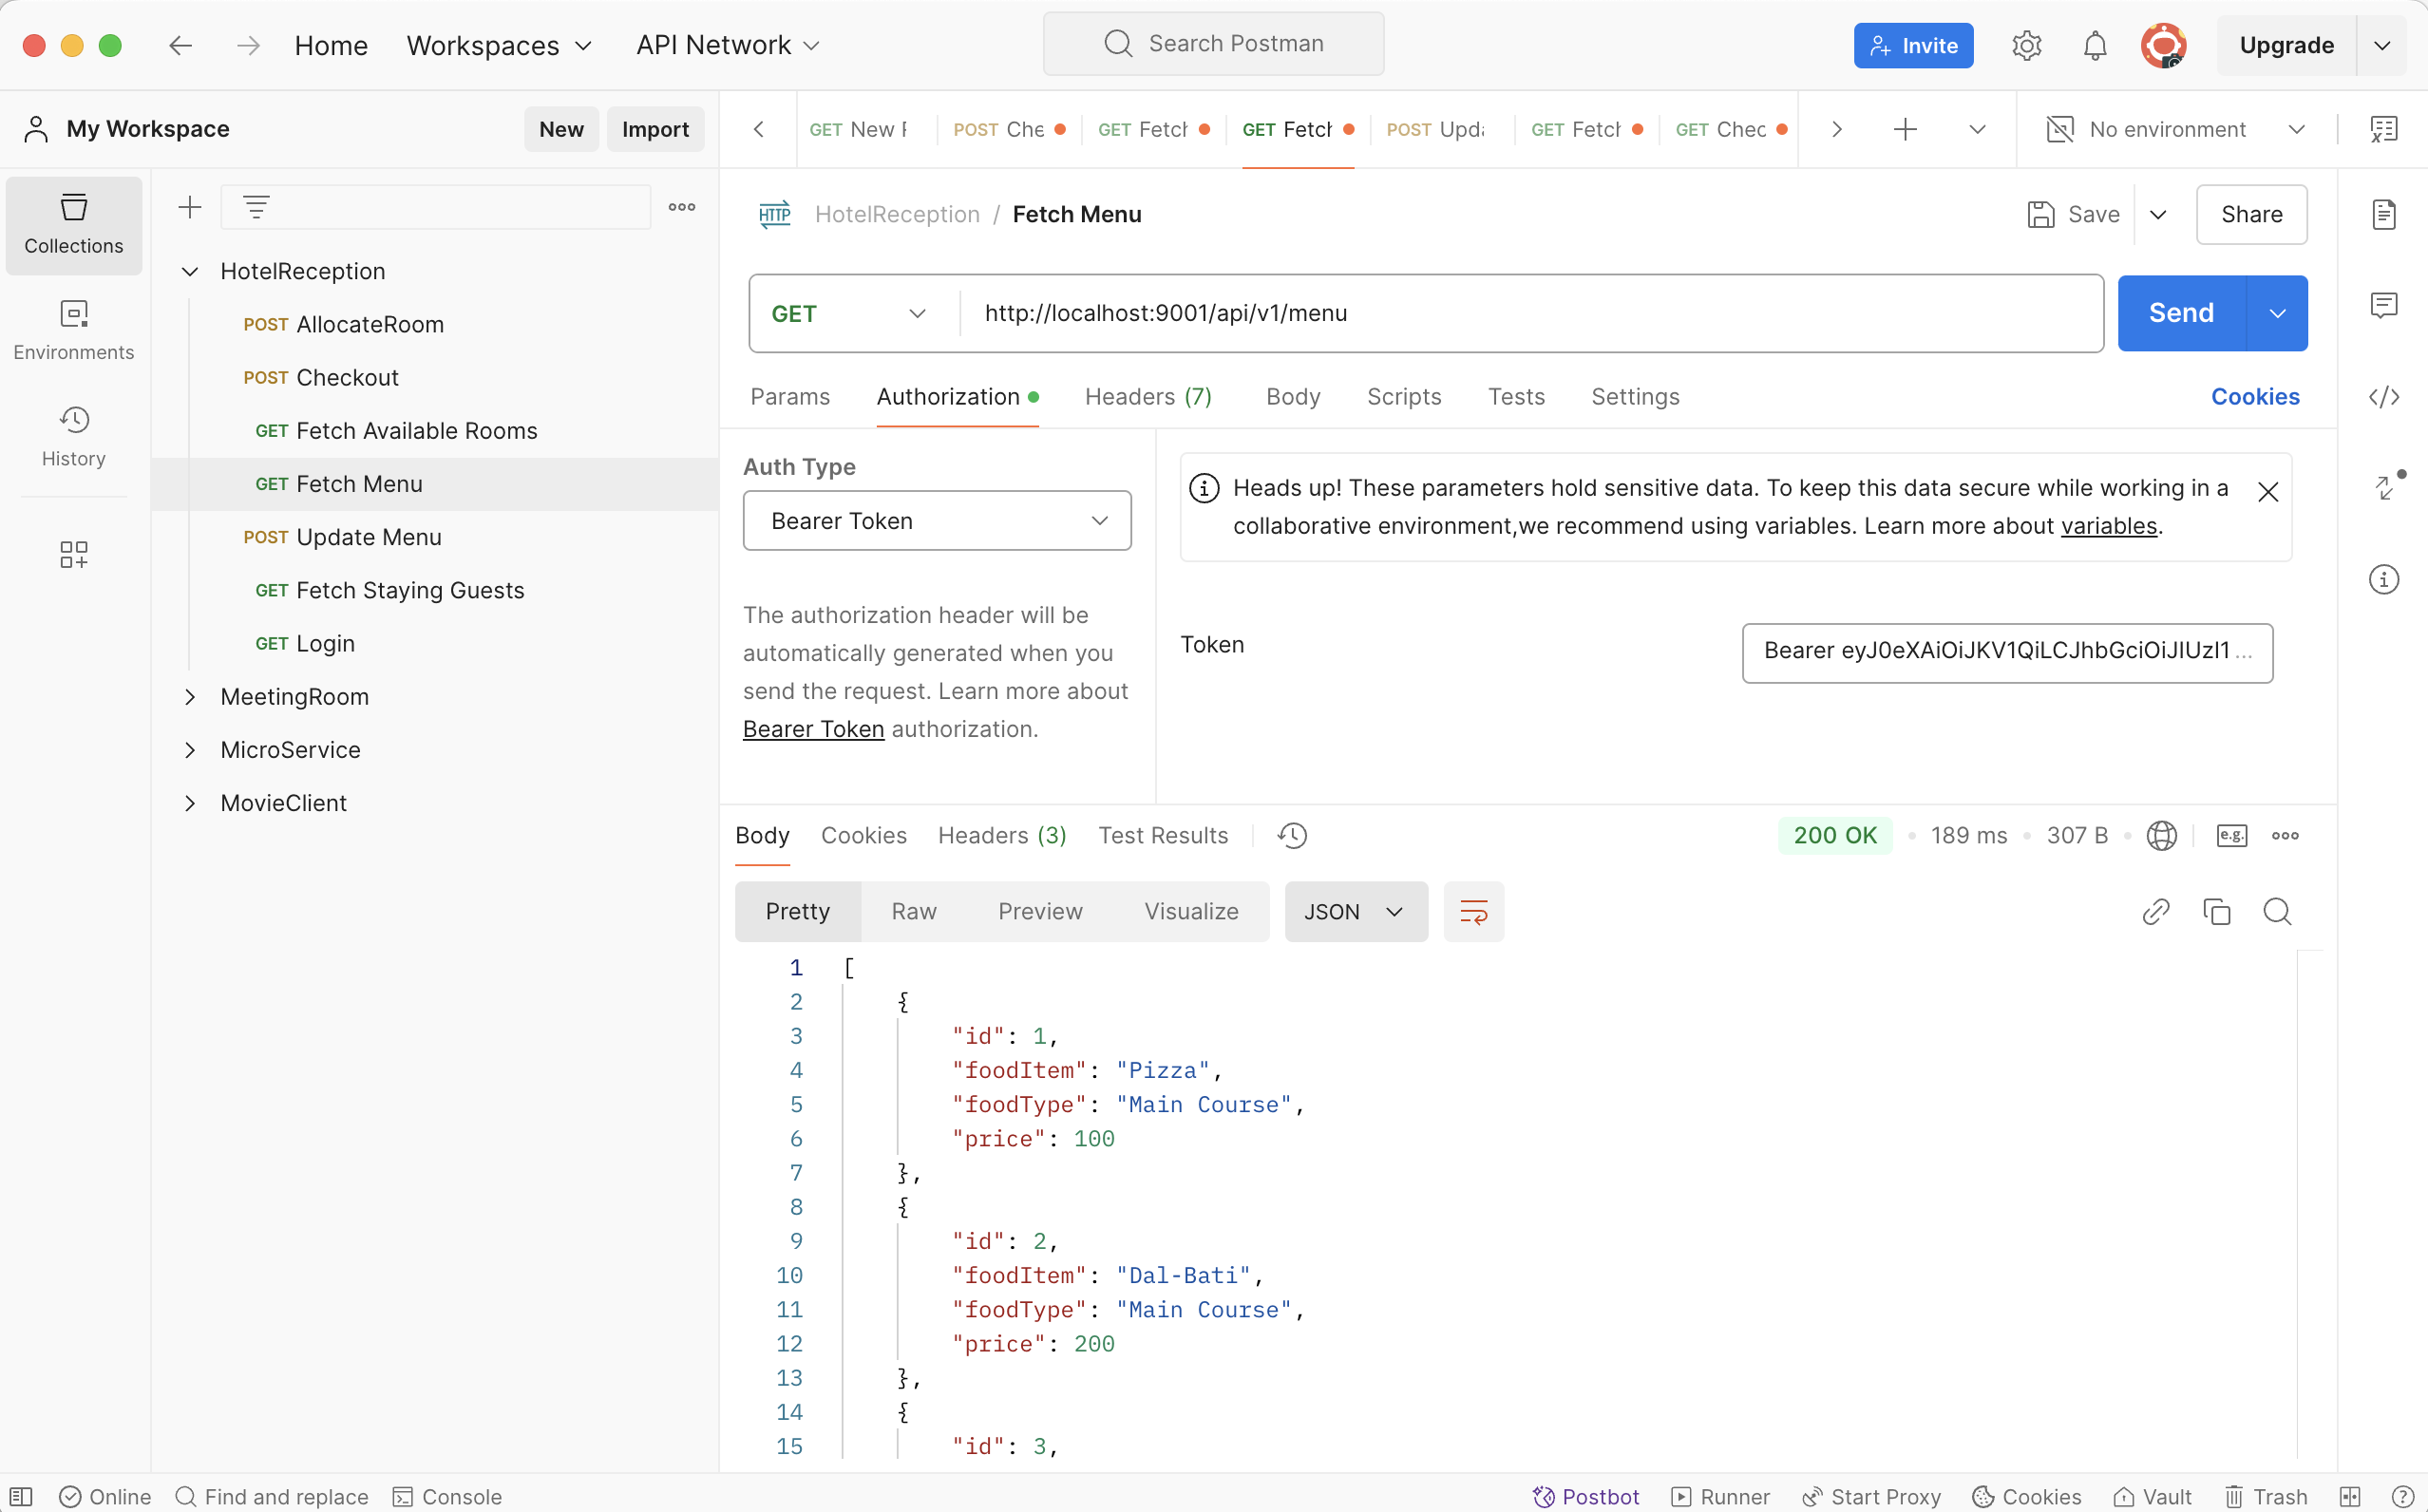 Home Workspaces API Network Search Postman Invite Upgrade
My Workspace New Import
GET New POST Che GET Fetch GET Fetch POST Upda GET Fetch GET Chec No environment
Collections
Environments
History
HotelReception
POST AllocateRoom
POST Checkout
GET Fetch Available Rooms
GET Fetch Menu
POST Update Menu
GET Fetch Staying Guests
GET Login
MeetingRoom
MicroService
MovieClient
HTTP HotelReception / Fetch Menu Save Share
GET http://localhost:9001/api/v1/menu Send
Params Authorization Headers (7) Body Scripts Tests Settings Cookies
Auth Type
Bearer Token
The authorization header will be
automatically generated when you
send the request. Learn more about
Bearer Token authorization.
Heads up! These parameters hold sensitive data. To keep this data secure while working in a
collaborative environment,we recommend using variables. Learn more about variables.
Token Bearer eyJ0eXAiOiJKV1QiLCJhbGciOiJIUzI1...
Body Cookies Headers (3) Test Results 200 OK 189 ms 307 B e.g.
Pretty Raw Preview Visualize JSON
1 [
2 {
3 "id": 1,
4 "foodItem": "Pizza",
5 "foodType": "Main Course",
6 "price": 100
7 },
8 {
9 "id": 2,
10 "foodItem": "Dal-Bati",
11 "foodType": "Main Course",
12 "price": 200
13 },
14 {
15 "id": 3,
Online Find and replace Console Postbot Runner Start Proxy Cookies Vault Trash